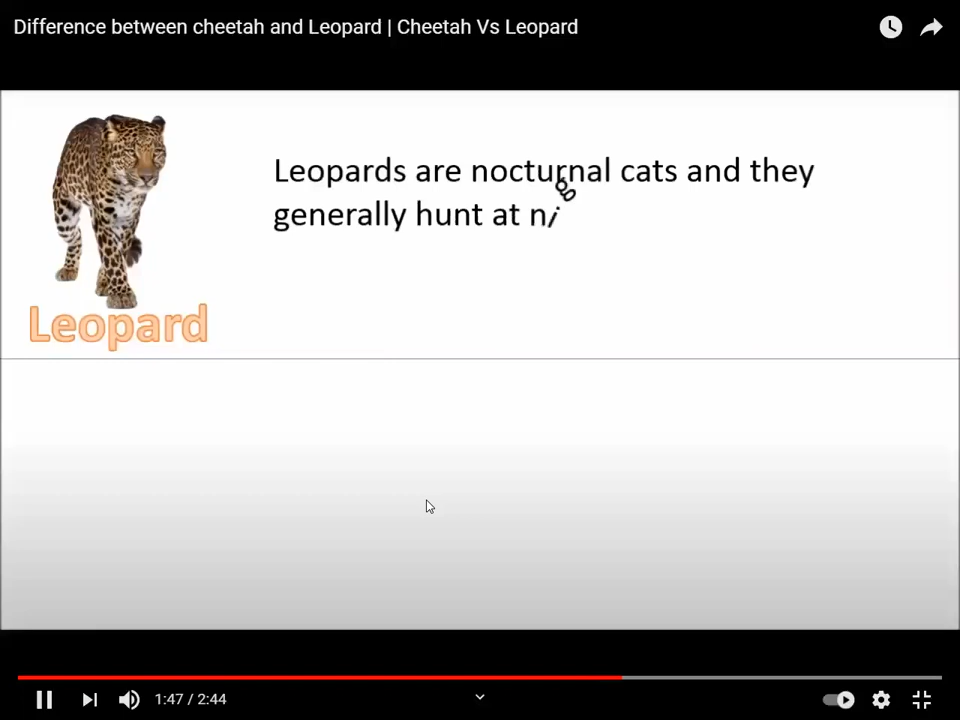 Difference between cheetah and Leopard | Cheetah Vs Leopard
Leopards are nocturnal cats and they
generally hunt at nig
Leopard
1:47 / 2:44